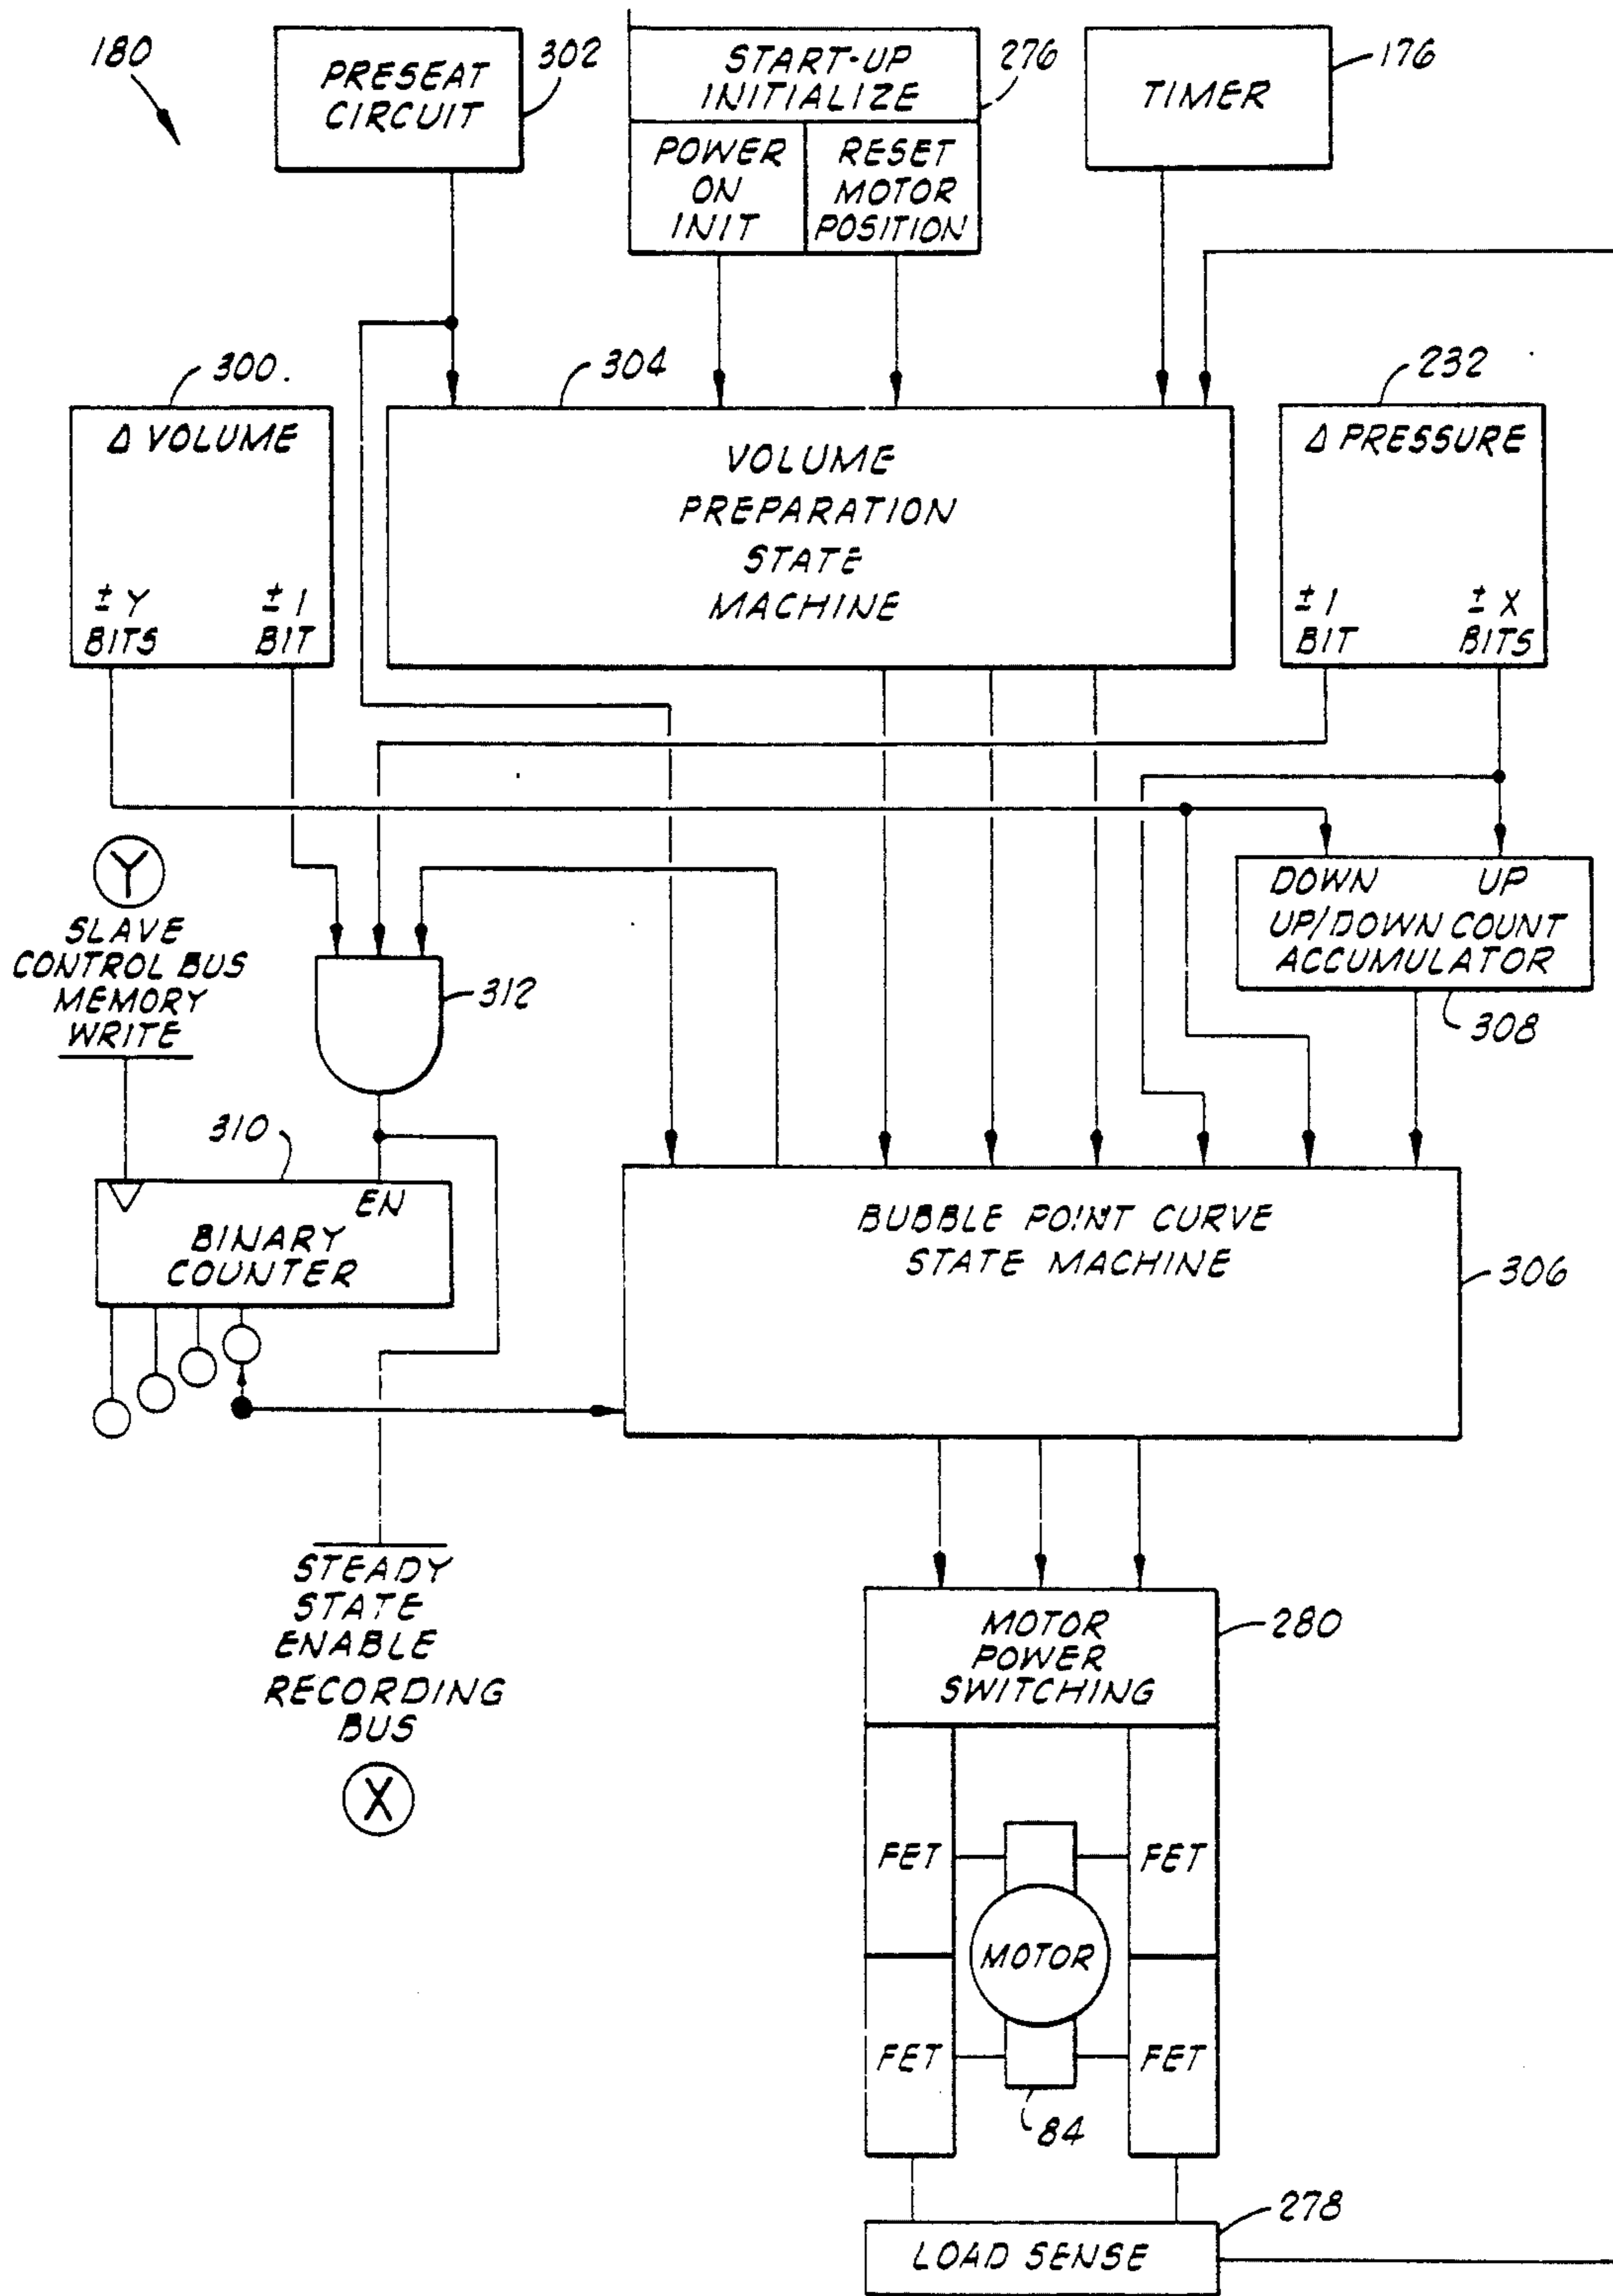 180
PRESEAT
CIRCUIT
302
START-UP
INITIALIZE
276
POWER
ON
INIT
RESET
MOTOR
POSITION
TIMER
176
300.
Δ VOLUME
± Y
BITS
± 1
BIT
304
VOLUME
PREPARATION
STATE
MACHINE
232
Δ PRESSURE
± 1
BIT
± X
BITS
Y
SLAVE
CONTROL BUS
MEMORY
WRITE
312
DOWN UP
UP/DOWN COUNT
ACCUMULATOR
308
310
EN
BINARY
COUNTER
BUBBLE POINT CURVE
STATE MACHINE
306
STEADY
STATE
ENABLE
RECORDING
BUS
X
MOTOR
POWER
SWITCHING
280
FET
FET
MOTOR
FET
FET
84
278
LOAD SENSE